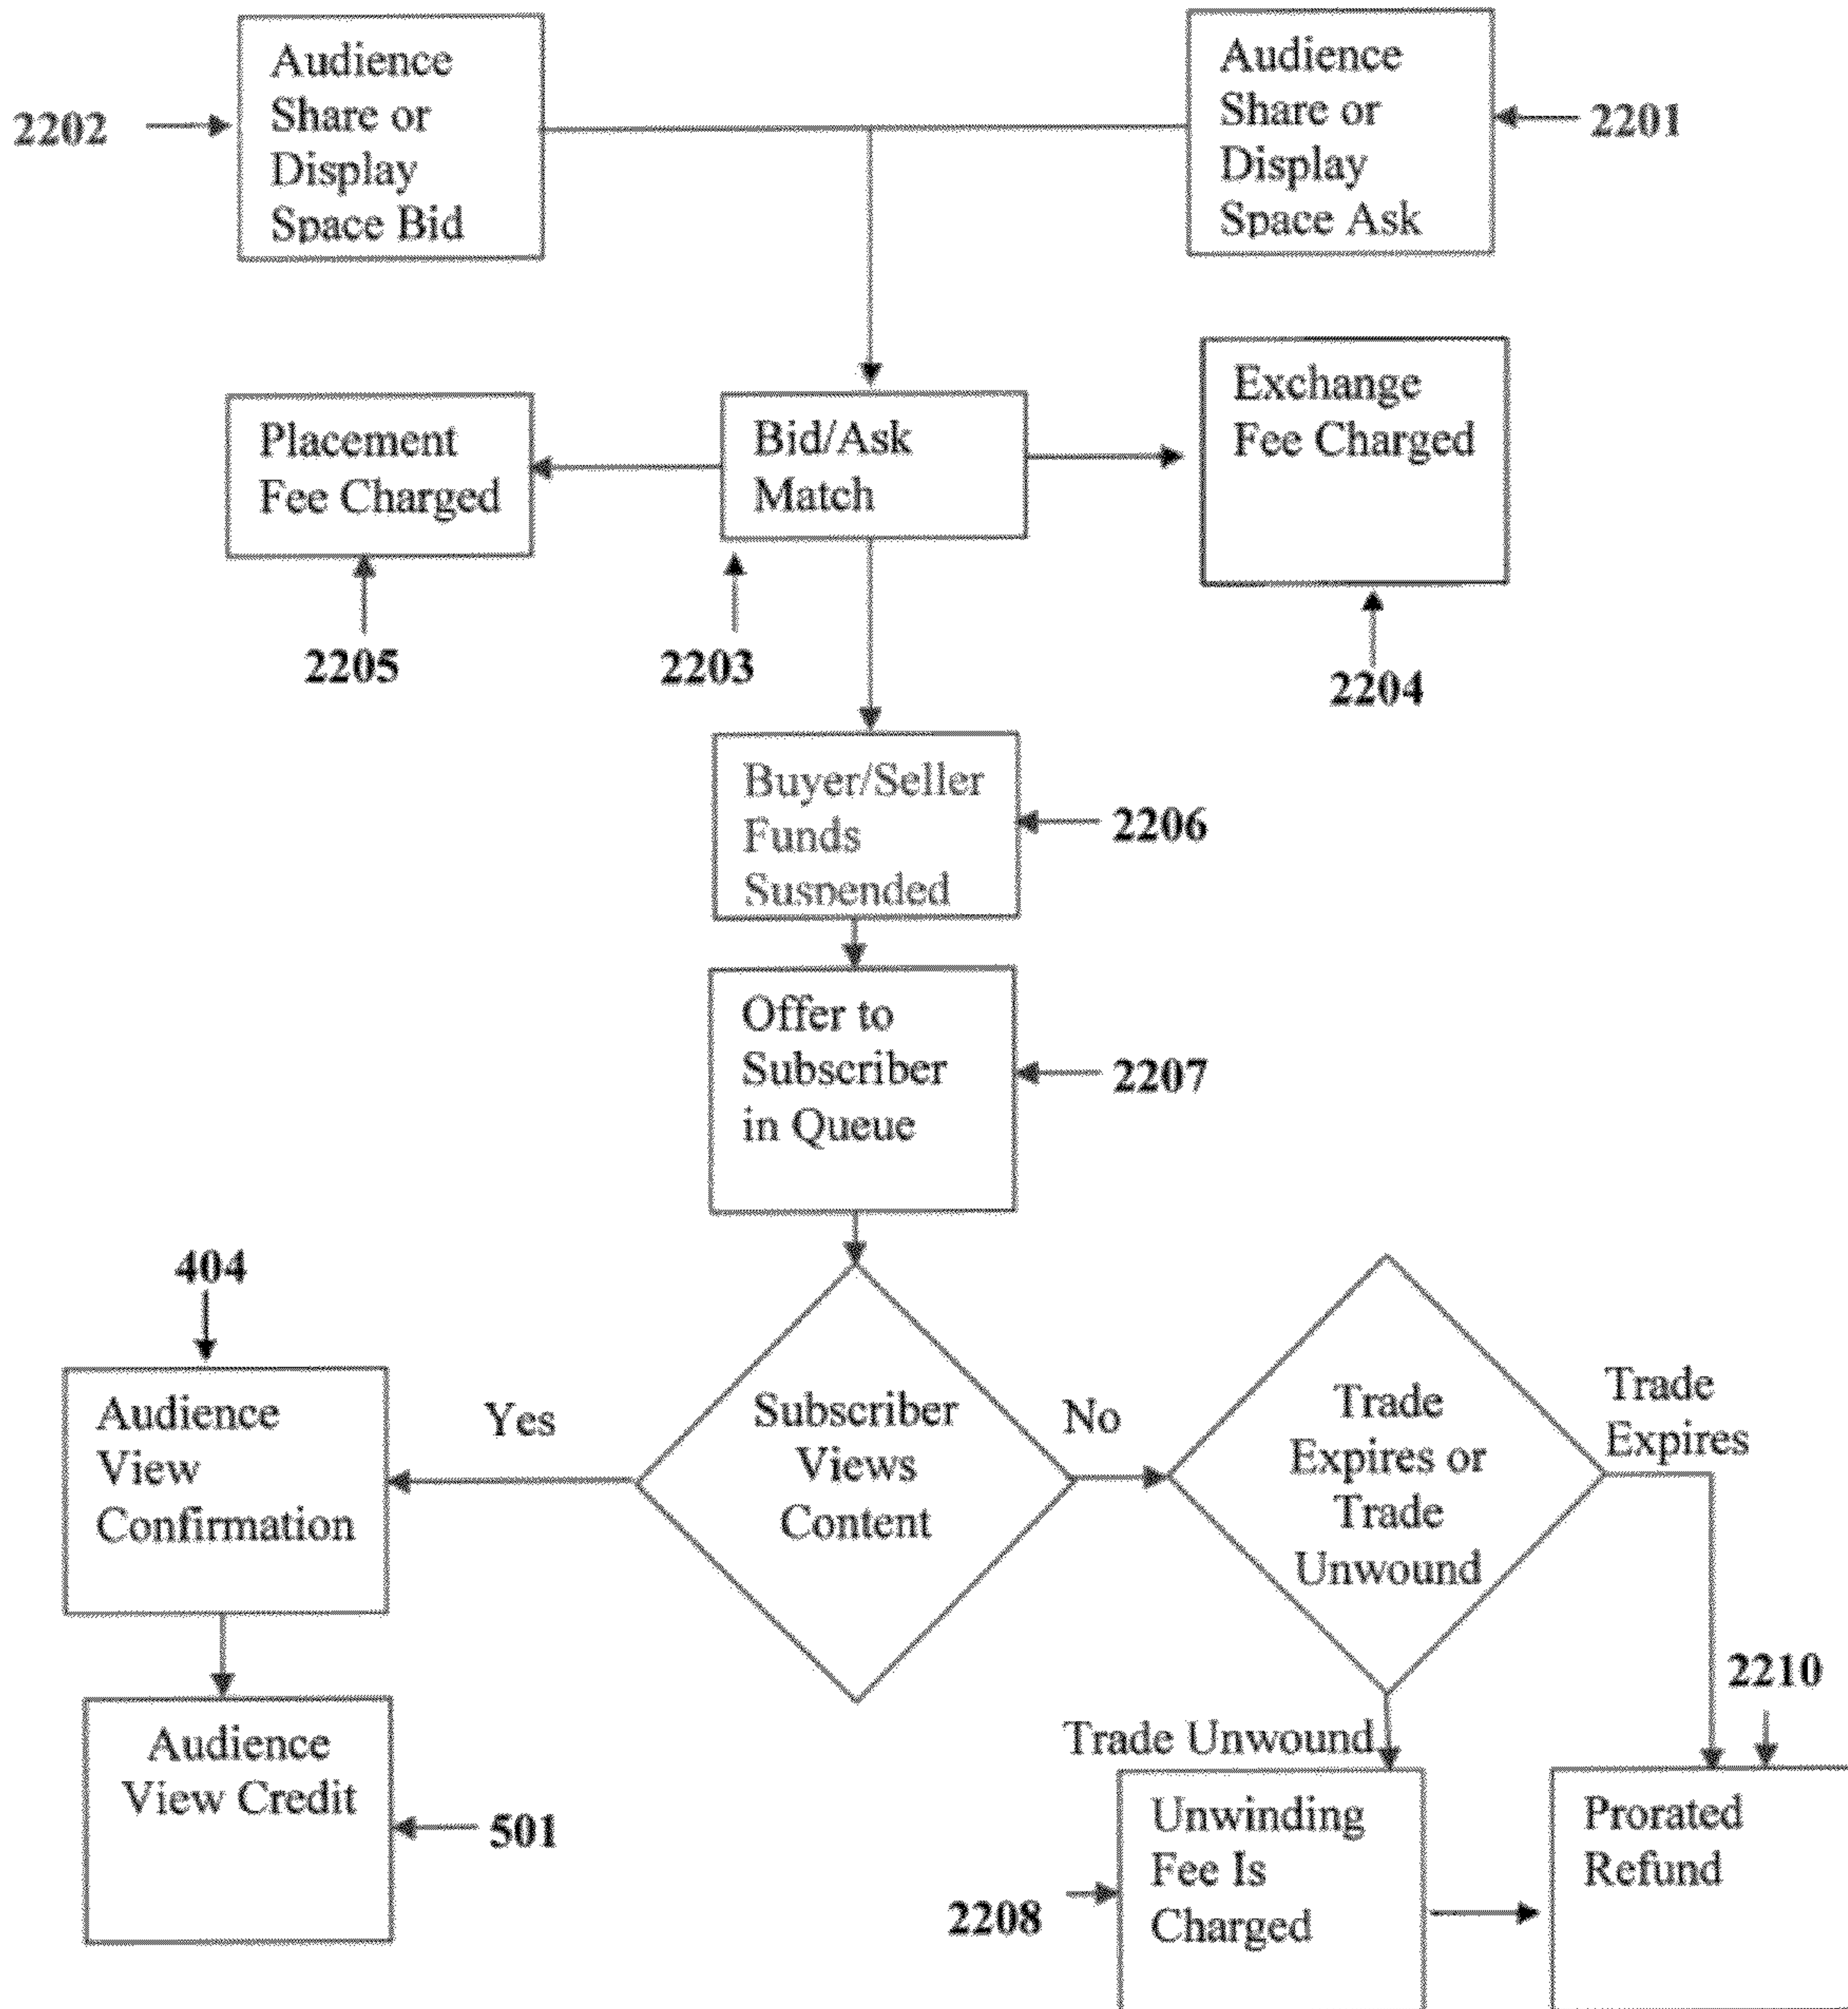 Audience
Share or
Display
Space Bid
2202
Audience
Share or
Display
Space Ask
2201
Placement
Fee Charged
2205
Bid/Ask
Match
2203
Exchange
Fee Charged
2204
Buyer/Seller
Funds
Suspended
2206
Offer to
Subscriber
in Queue
2207
404
Audience
View
Confirmation
Yes
Subscriber
Views
Content
No
Trade
Expires or
Trade
Unwound
Trade
Expires
2210
Audience
View Credit
501
Trade Unwound
Unwinding
Fee Is
Charged
2208
Prorated
Refund